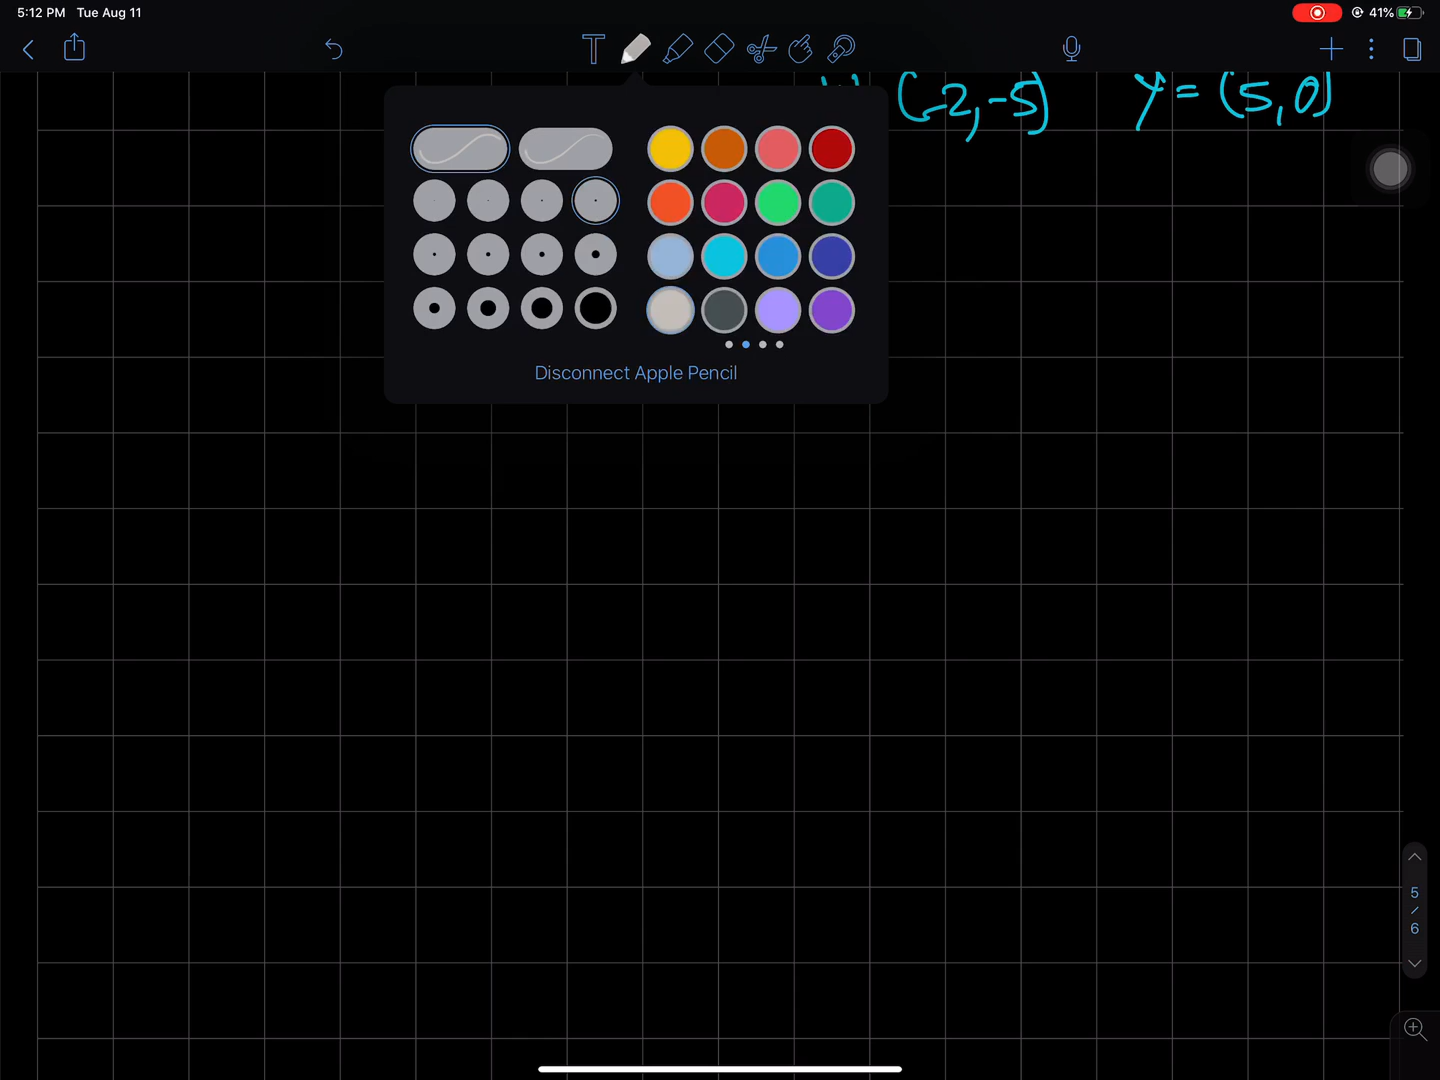 5:12 PM Tue Aug 11 41%
T
(-2,-5) y = (5,0)
Disconnect Apple Pencil
5
/
6